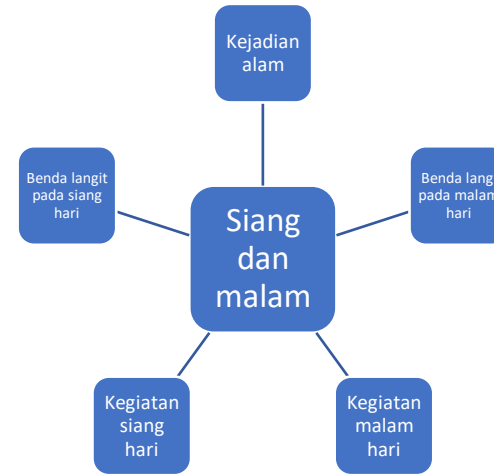 Kejadian
alam
Benda langit
pada siang
hari
Benda lang
pada malam
hari
Siang
dan
malam
Kegiatan
siang
hari
Kegiatan
malam
hari